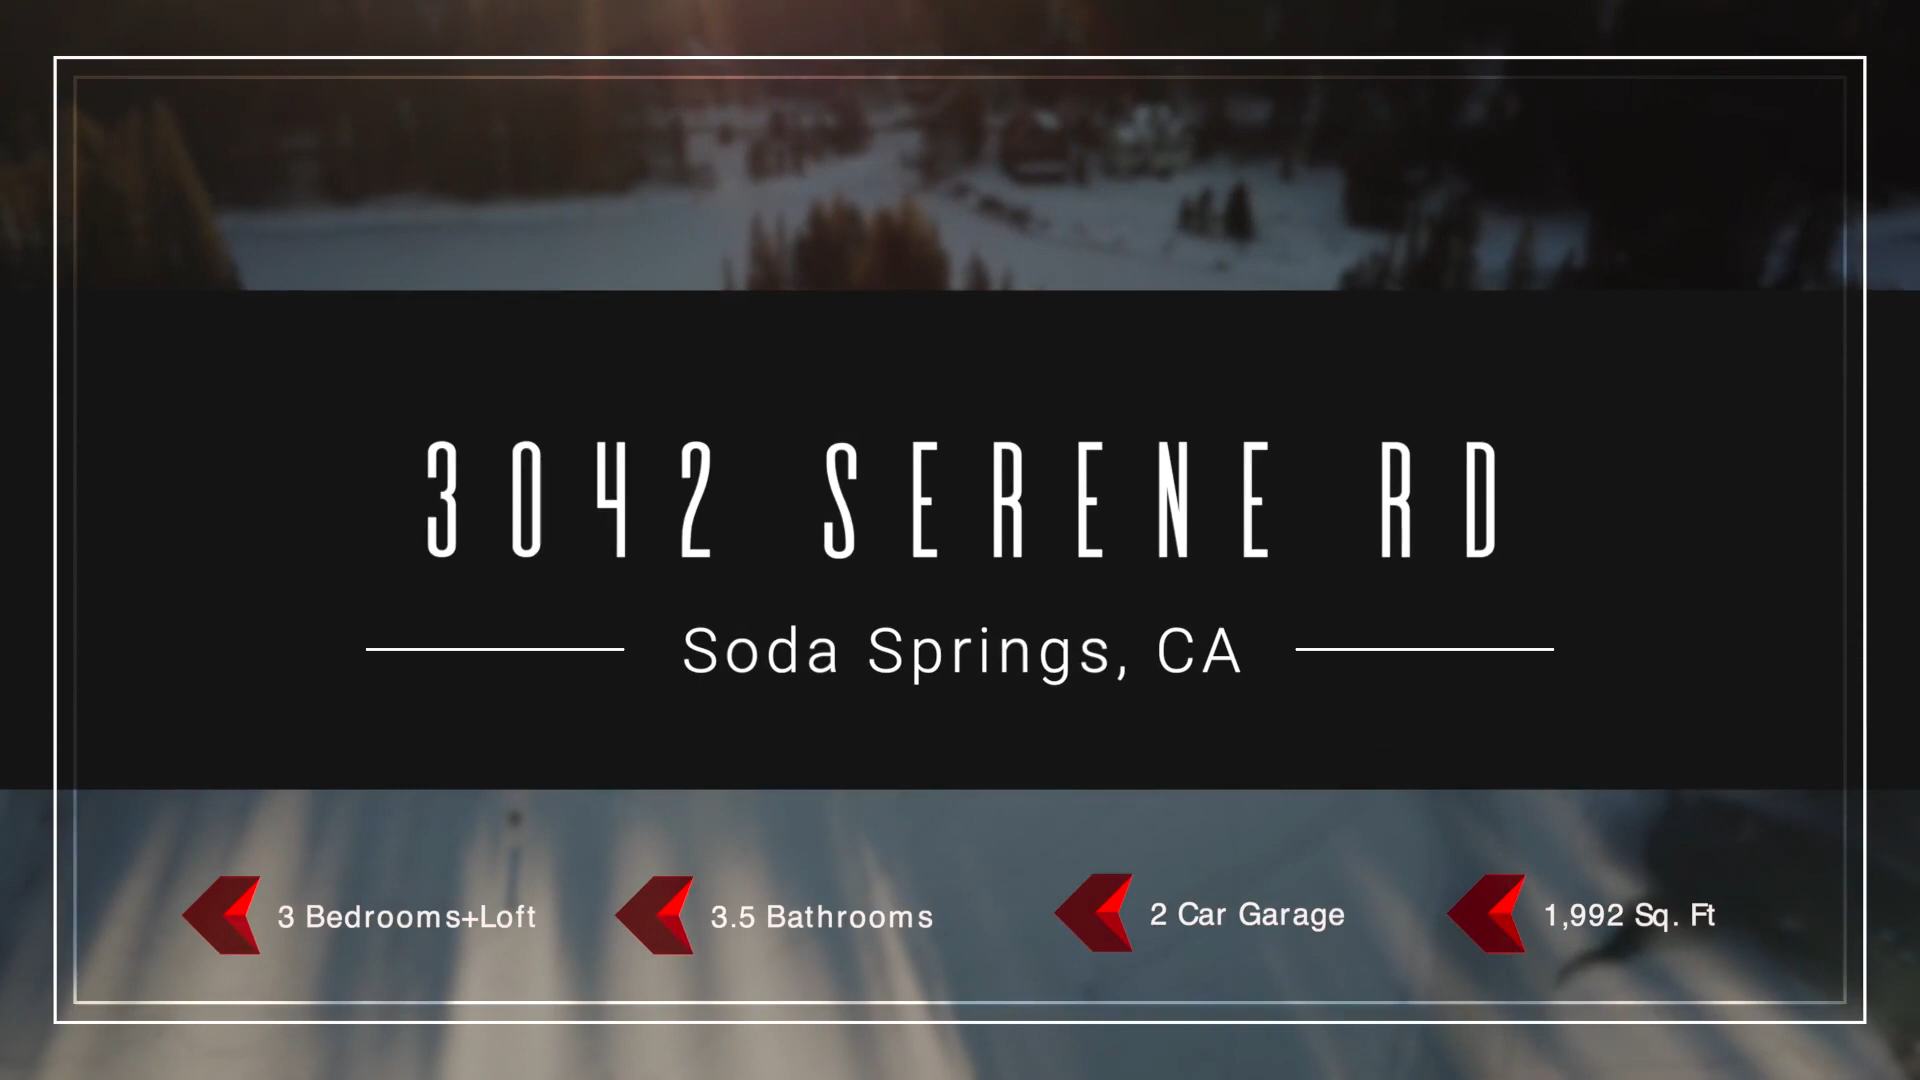 3042 SERENE RD
Soda Springs, CA
3 Bedrooms+Loft
3.5 Bathrooms
2 Car Garage
1,992 Sq. Ft